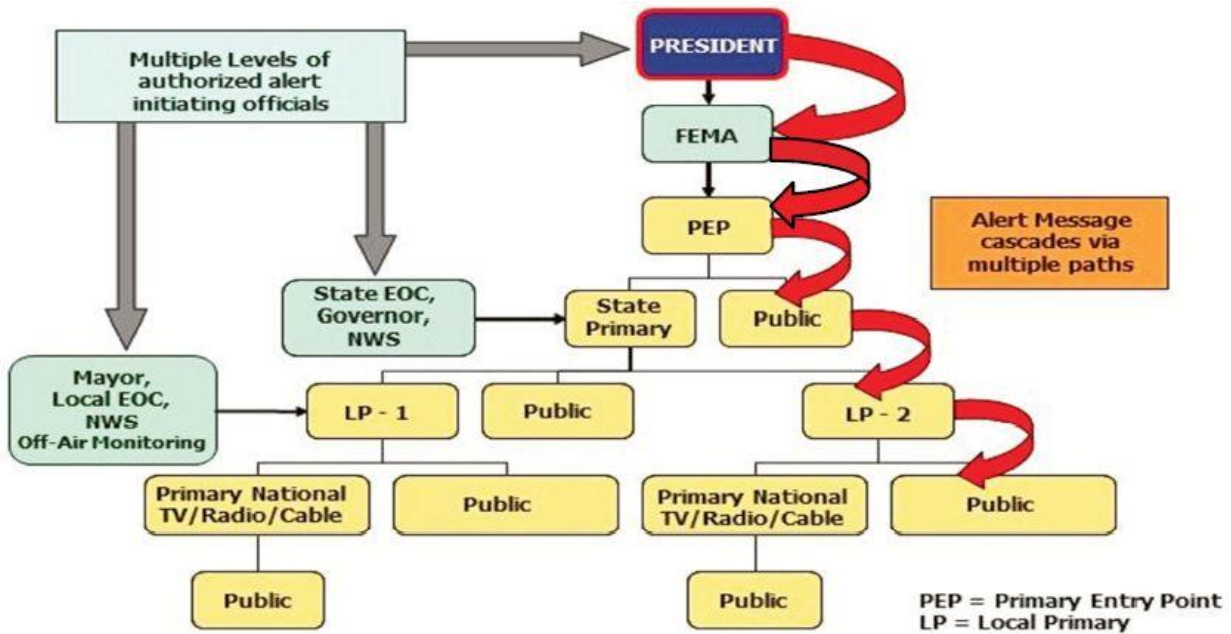 PRESIDENT
Multiple Levels of
authorized alert
initiating officials
FEMA
PEP
Alert Message
cascades via
multiple paths
State EOC,
Governor,
NWS
State
Primary
Public
Mayor,
Local EOC,
NWS
Off-Air Monitoring
LP - 1
Public
LP - 2
Primary National
TV/Radio/Cable
Public
Primary National
TV/Radio/Cable
Public
Public
Public
PEP = Primary Entry Point
LP = Local Primary